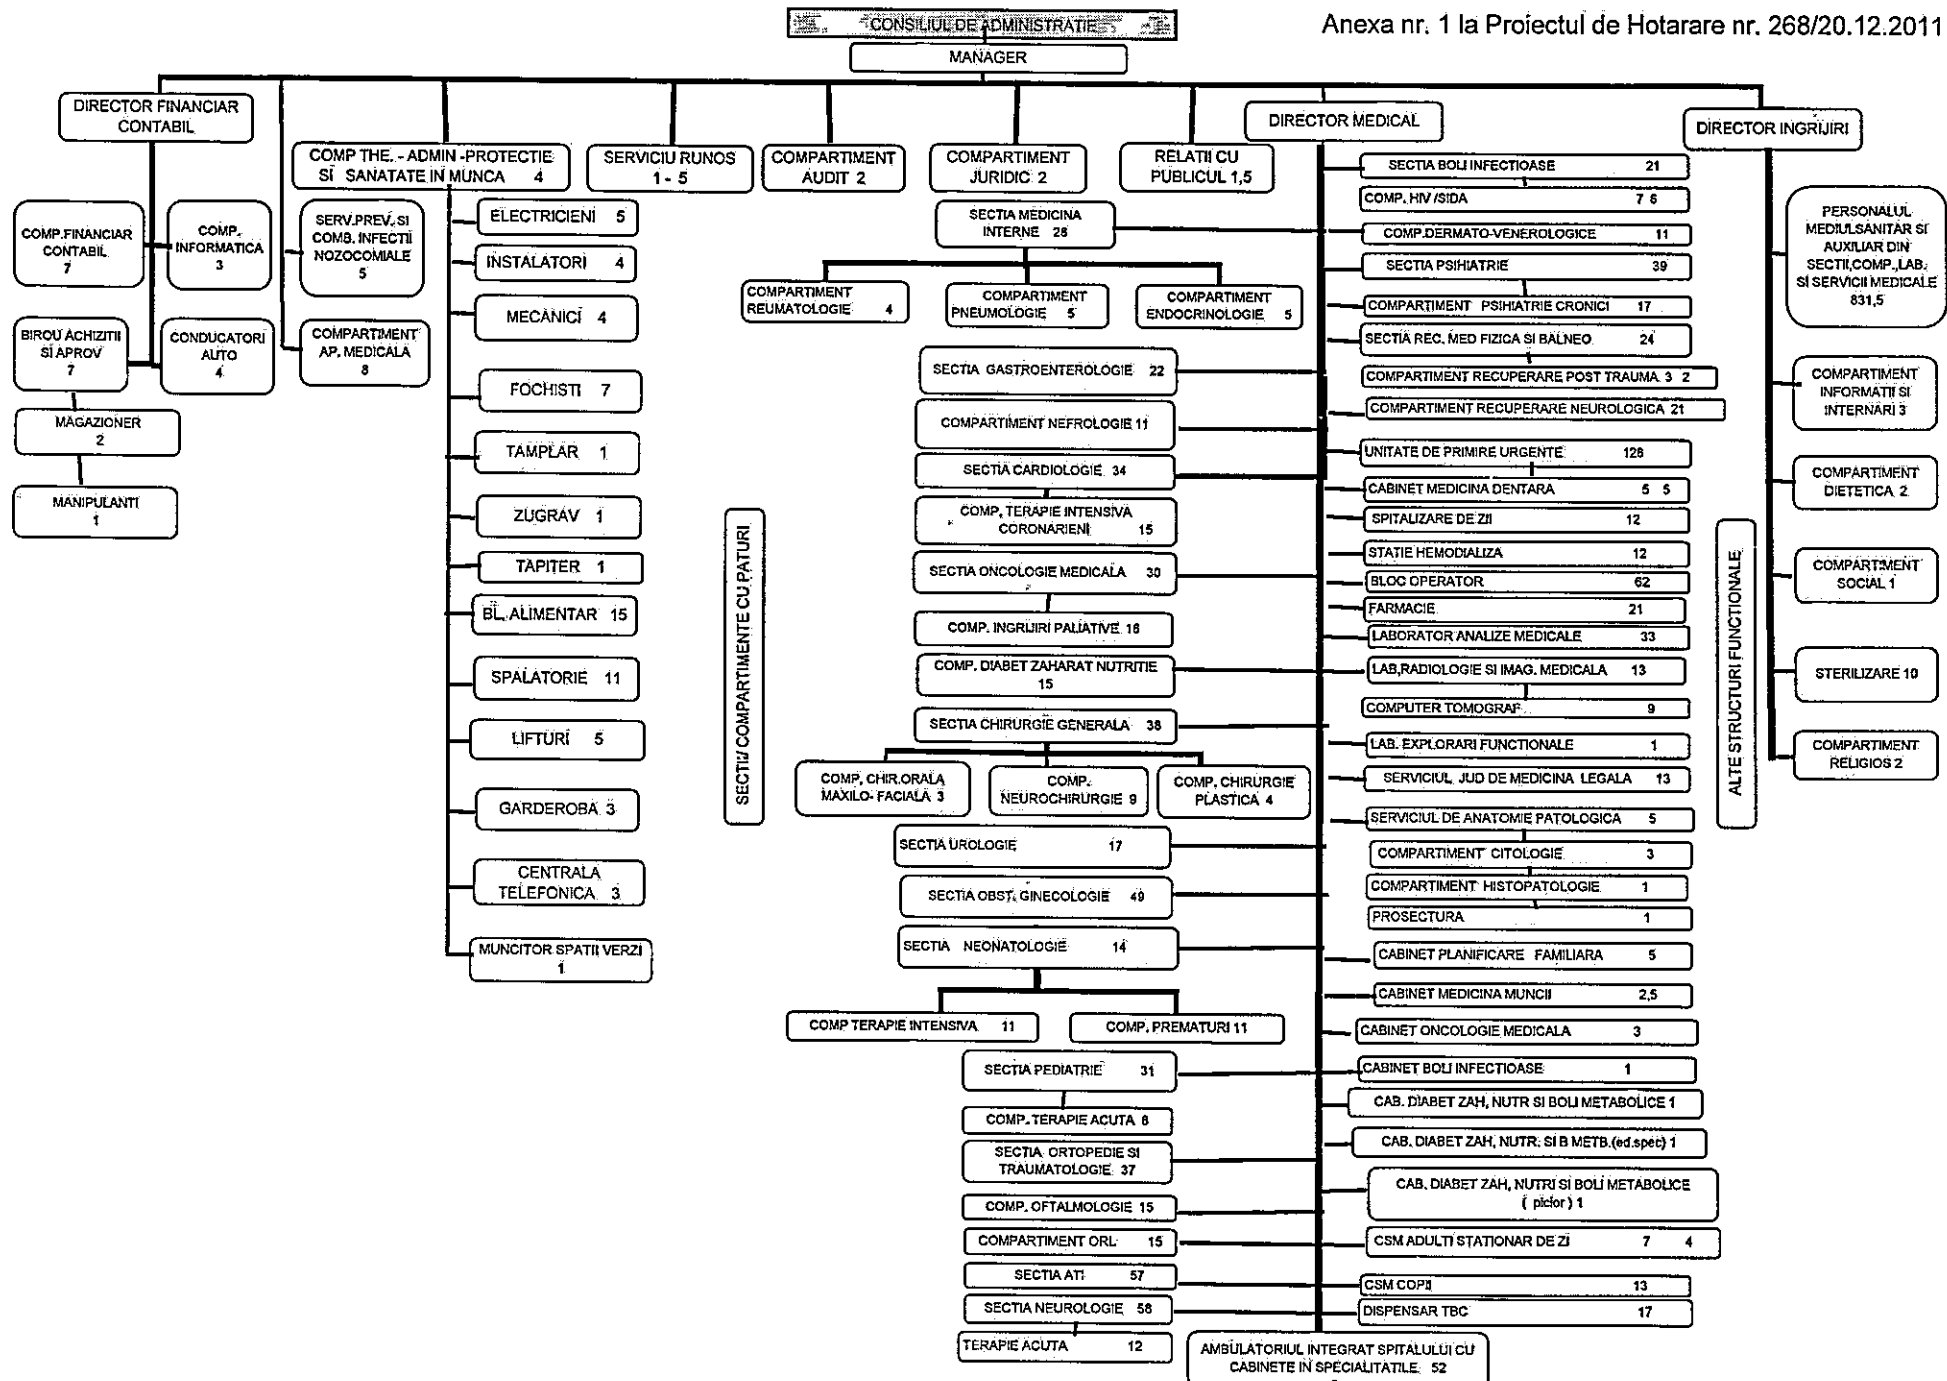 Anexa nr. 1 la Proiectul de Hotarare nr. 268/20.12.2011
CONSILIUL DE ADMINISTRATIE
MANAGER
DIRECTOR FINANCIAR
CONTABIL
DIRECTOR MEDICAL
DIRECTOR INGRIJIRI
COMP THE. - ADMIN -PROTECTIE
SI SANATATE IN MUNCA 4
SERVICIU RUNOS
1 - 5
COMPARTIMENT
AUDIT 2
COMPARTIMENT
JURIDIC 2
RELATII CU
PUBLICUL 1,5
COMP.FINANCIAR
CONTABIL
7
COMP.
INFORMATICA
3
BIROU ACHIZITII
SI APROV
7
CONDUCATORI
AUTO
4
MAGAZIONER
2
MANIPULANTI
1
SERV.PREV. SI
COMB. INFECTII
NOZOCOMIALE
5
COMPARTIMENT
AP. MEDICALA
8
ELECTRICIENI 5
INSTALATORI 4
MECANICI 4
FOCHISTI 7
TAMPLAR 1
ZUGRAV 1
TAPITER 1
BL.ALIMENTAR 15
SPALATORIE 11
LIFTURI 5
GARDEROBA 3
CENTRALA
TELEFONICA 3
MUNCITOR SPATII VERZI
1
SECTII/ COMPARTIMENTE CU PATURI
SECTIA MEDICINA
INTERNE 28
COMPARTIMENT
REUMATOLOGIE 4
COMPARTIMENT
PNEUMOLOGIE 5
COMPARTIMENT
ENDOCRINOLOGIE 5
SECTIA GASTROENTEROLOGIE 22
COMPARTIMENT NEFROLOGIE 11
SECTIA CARDIOLOGIE 34
COMP. TERAPIE INTENSIVA
CORONARIENI 15
SECTIA ONCOLOGIE MEDICALA 30
COMP. INGRIJIRI PALIATIVE 16
COMP. DIABET ZAHARAT NUTRITIE
15
SECTIA CHIRURGIE GENERALA 38
COMP. CHIR.ORALA
MAXILO- FACIALA 3
COMP.
NEUROCHIRURGIE 9
COMP. CHIRURGIE
PLASTICA 4
SECTIA UROLOGIE 17
SECTIA OBST. GINECOLOGIE 49
SECTIA NEONATOLOGIE 14
COMP TERAPIE INTENSIVA 11
COMP. PREMATURI 11
SECTIA PEDIATRIE 31
COMP. TERAPIE ACUTA 6
SECTIA ORTOPEDIE SI
TRAUMATOLOGIE 37
COMP. OFTALMOLOGIE 15
COMPARTIMENT ORL 15
SECTIA ATI 57
SECTIA NEUROLOGIE 58
TERAPIE ACUTA 12
SECTIA BOLI INFECTIOASE 21
COMP. HIV /SIDA 7 6
COMP.DERMATO-VENEROLOGICE 11
SECTIA PSIHIATRIE 39
COMPARTIMENT PSIHIATRIE CRONICI 17
SECTIA REC. MED FIZICA SI BALNEO 24
COMPARTIMENT RECUPERARE POST TRAUMA 3 2
COMPARTIMENT RECUPERARE NEUROLOGICA 21
UNITATE DE PRIMIRE URGENTE 128
CABINET MEDICINA DENTARA 5 5
SPITALIZARE DE ZII 12
STATIE HEMODIALIZA 12
BLOC OPERATOR 62
FARMACIE 21
LABORATOR ANALIZE MEDICALE 33
LAB,RADIOLOGIE SI IMAG. MEDICALA 13
COMPUTER TOMOGRAF 9
LAB. EXPLORARI FUNCTIONALE 1
SERVICIUL JUD DE MEDICINA LEGALA 13
SERVICIUL DE ANATOMIE PATOLOGICA 5
COMPARTIMENT CITOLOGIE 3
COMPARTIMENT HISTOPATOLOGIE 1
PROSECTURA 1
CABINET PLANIFICARE FAMILIARA 5
CABINET MEDICINA MUNCII 2,5
CABINET ONCOLOGIE MEDICALA 3
CABINET BOLI INFECTIOASE 1
CAB. DIABET ZAH, NUTR SI BOLI METABOLICE 1
CAB. DIABET ZAH, NUTR. SI B METB.(ed.spec) 1
CAB. DIABET ZAH, NUTRI SI BOLI METABOLICE
( picior ) 1
CSM ADULTI STATIONAR DE ZI 7 4
CSM COPII 13
DISPENSAR TBC 17
AMBULATORIUL INTEGRAT SPITALULUI CU
CABINETE IN SPECIALITATILE 52
ALTE STRUCTURI FUNCTIONALE
PERSONALUL
MEDIULSANITAR SI
AUXILIAR DIN
SECTII,COMP.,LAB.
SI SERVICII MEDICALE
831,5
COMPARTIMENT
INFORMATII SI
INTERNARI 3
COMPARTIMENT
DIETETICA 2
COMPARTIMENT
SOCIAL 1
STERILIZARE 10
COMPARTIMENT
RELIGIOS 2